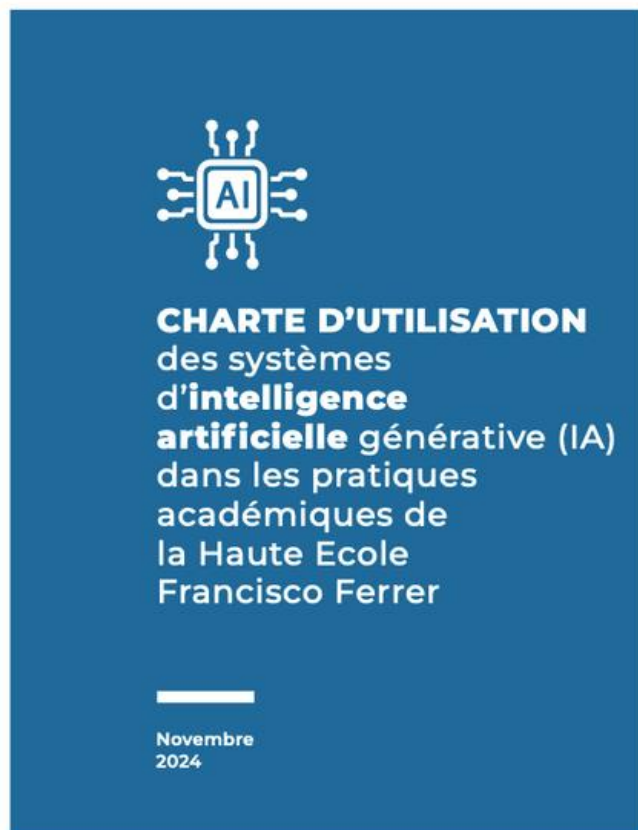 AI
CHARTE D'UTILISATION
des systèmes
d'intelligence
artificielle générative (IA)
dans les pratiques
académiques de
la Haute Ecole
Francisco Ferrer
Novembre
2024